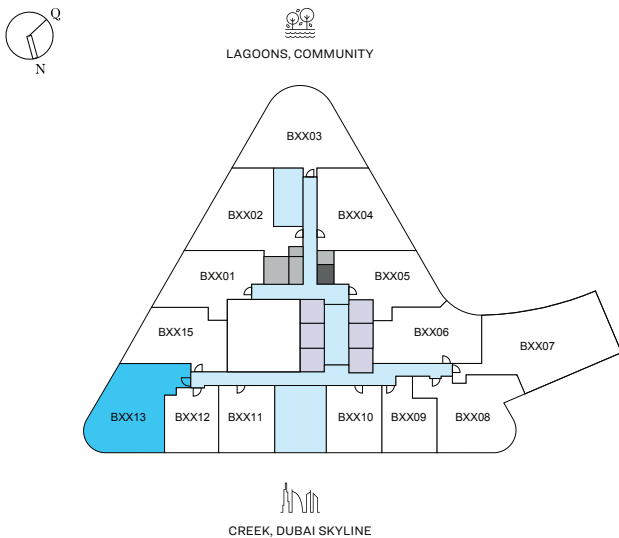 Q
N
LAGOONS, COMMUNITY
BXX03
BXX02
BXX04
BXX01
BXX05
BXX15
BXX06
BXX07
BXX13
BXX12
BXX11
BXX10
BXX09
BXX08
CREEK, DUBAI SKYLINE